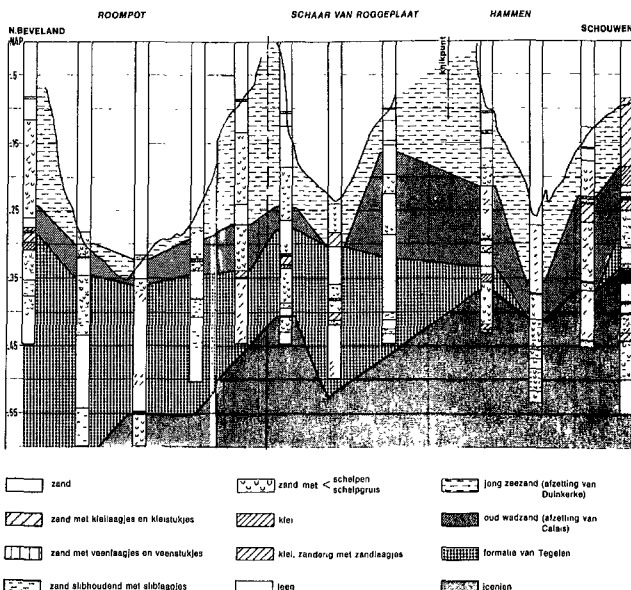 ROOMPOT
SCHAAR VAN ROGGEPLAAT
HAMMEN
N.BEVELAND
SCHOUWEN
NAP
knikpunt
.5
.15
.25
.35
.45
.55
zand
zand met kleilaagjes en kleistukjes
zand met veenlaagjes en veenstukjes
zand slibhoudend met sliblaagjes
zand met < schelpen
schelpgruis
klei
klei, zanderig met zandlaagjes
leem
jong zeezand (afzetting van
Duinkerke)
oud wadzand (afzetting van
Calais)
formatie van Tegelen
icenien